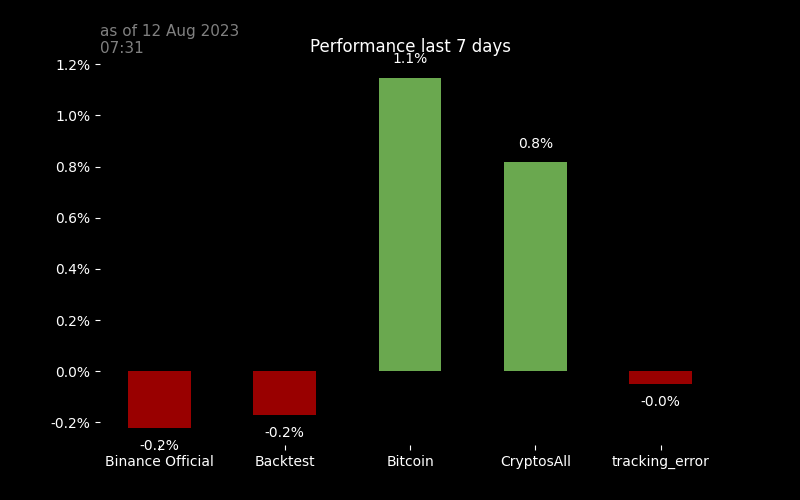 as of 12 Aug 2023
07:31
Performance last 7 days
1.2%
1.0%
0.8%
0.6%
0.4%
0.2%
0.0%
-0.2%
-0.2%
-0.2%
1.1%
0.8%
-0.0%
Binance Official
Backtest
Bitcoin
CryptosAll
tracking_error